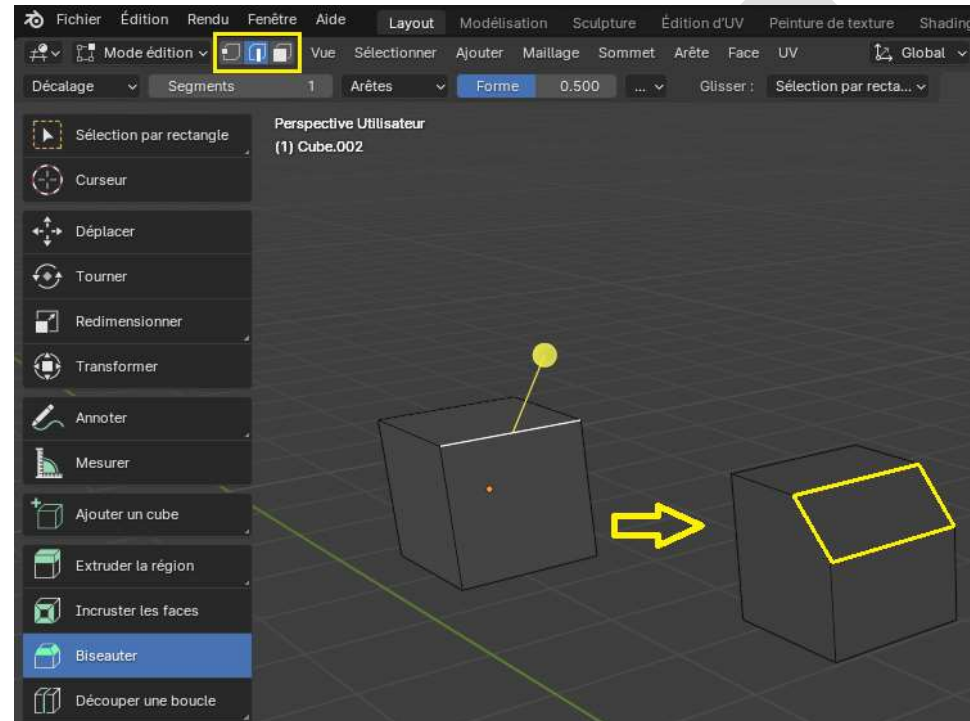 Fichier Édition Rendu Fenêtre Aide Layout Modélisation Sculpture Édition d'UV Peinture de texture Shading
Mode édition Vue Sélectionner Ajouter Maillage Sommet Arête Face UV Global
Décalage Segments 1 Arêtes Forme 0.500 ... Glisser : Sélection par recta...
Perspective Utilisateur
(1) Cube.002
Sélection par rectangle
Curseur
Déplacer
Tourner
Redimensionner
Transformer
Annoter
Mesurer
Ajouter un cube
Extruder la région
Incruster les faces
Biseauter
Découper une boucle